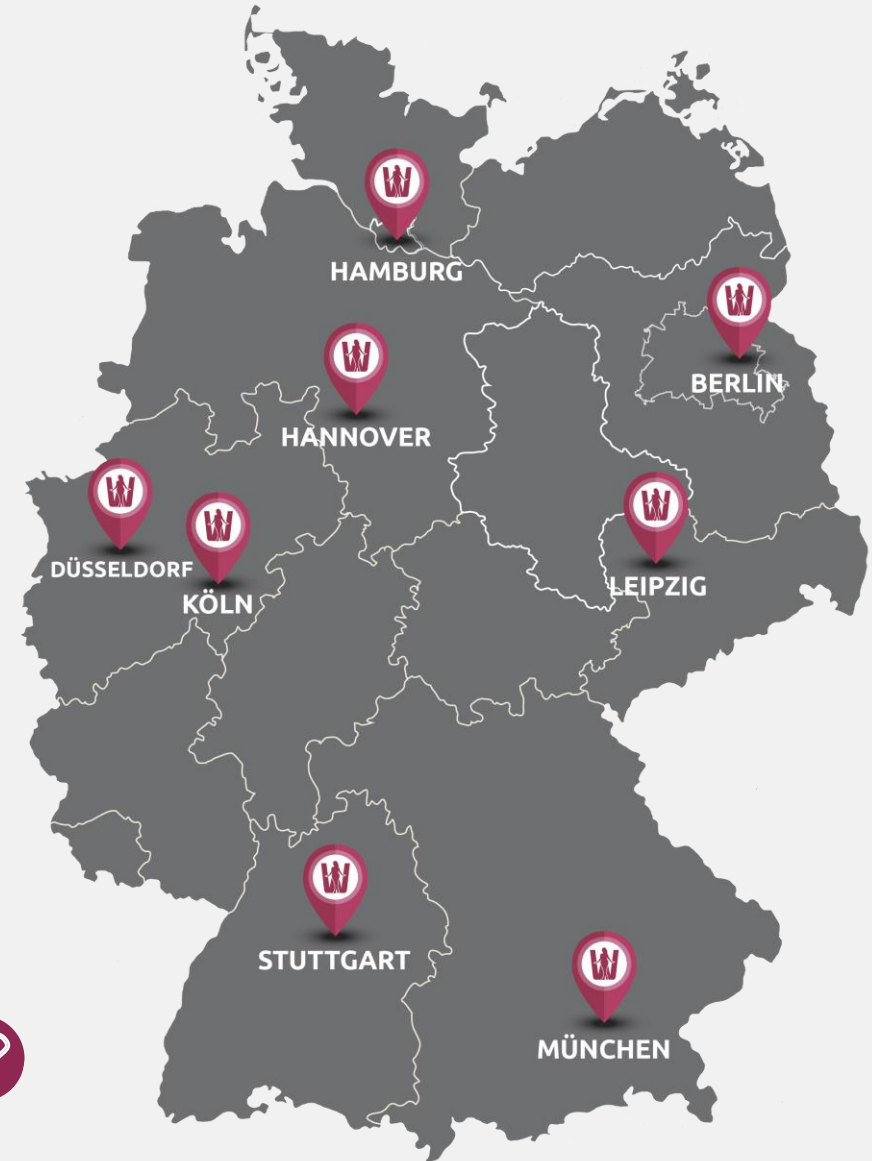 HAMBURG
BERLIN
HANNOVER
DÜSSELDORF
KÖLN
LEIPZIG
STUTTGART
MÜNCHEN